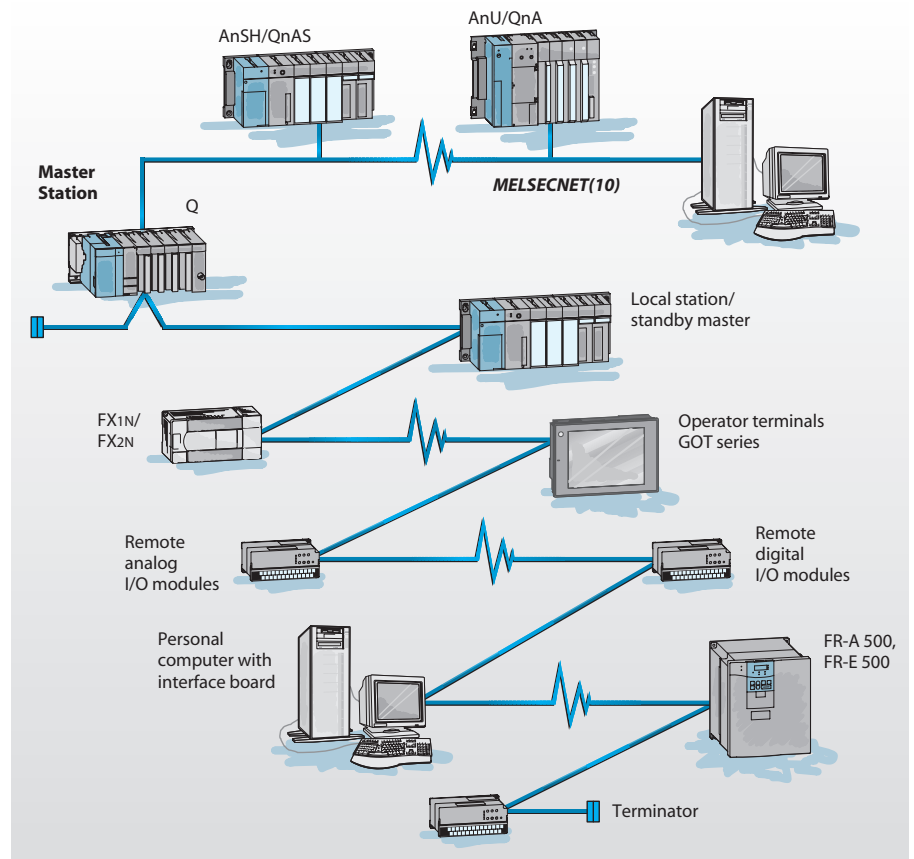 AnSH/QnAS
AnU/QnA
Master
Station
MELSECNET(10)
Q
Local station/
standby master
FX1N/
FX2N
Operator terminals
GOT series
Remote
analog
I/O modules
Remote
digital
I/O modules
Personal
computer with
interface board
FR-A 500,
FR-E 500
Terminator